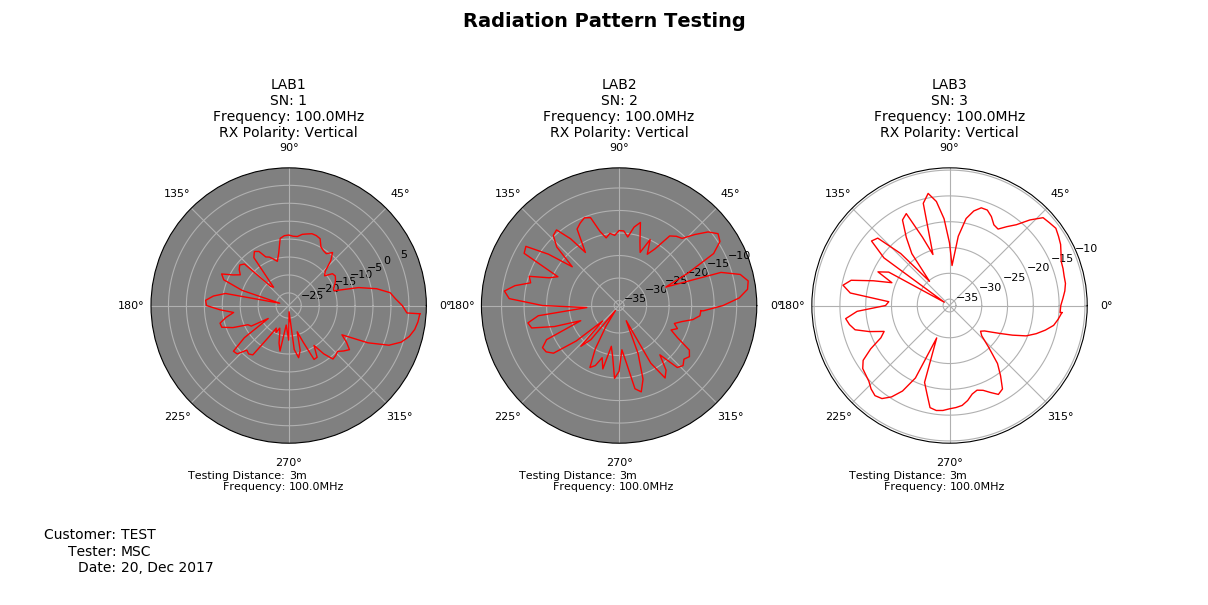 Radiation Pattern Testing
LAB1
SN: 1
Frequency: 100.0MHz
RX Polarity: Vertical
90°
135°
45°
180°
0°
225°
315°
270°
−25
−20
−15
−10
−5
0
5
Testing Distance: 3m
Frequency: 100.0MHz
LAB2
SN: 2
Frequency: 100.0MHz
RX Polarity: Vertical
90°
135°
45°
180°
0°
225°
315°
270°
−35
−30
−25
−20
−15
−10
Testing Distance: 3m
Frequency: 100.0MHz
LAB3
SN: 3
Frequency: 100.0MHz
RX Polarity: Vertical
90°
135°
45°
180°
0°
225°
315°
270°
−35
−30
−25
−20
−15
−10
Testing Distance: 3m
Frequency: 100.0MHz
Customer: TEST
Tester: MSC
Date: 20, Dec 2017